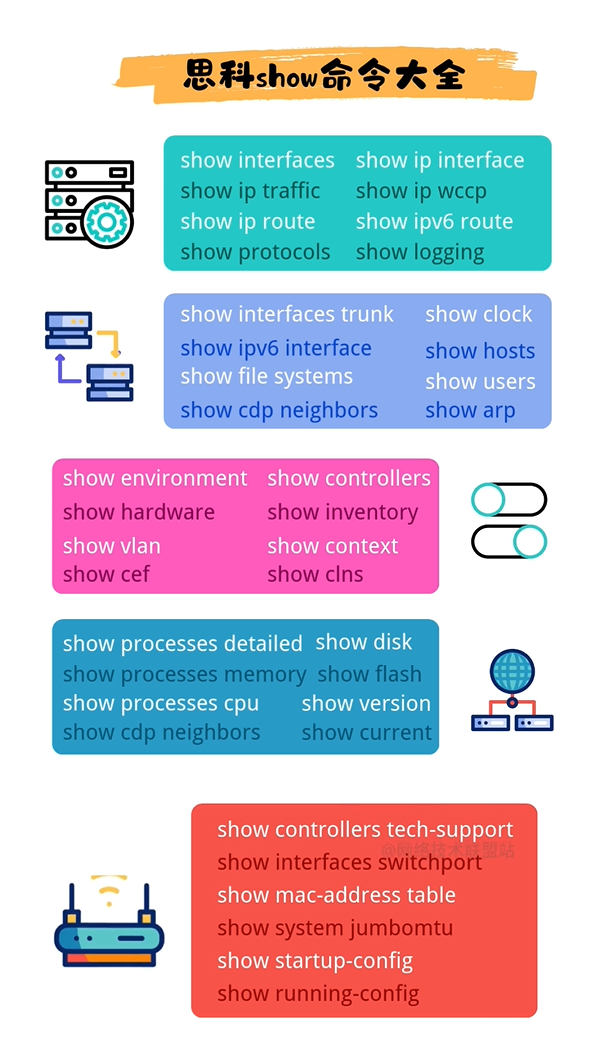 思科show命令大全
show interfaces show ip interface
show ip traffic show ip wccp
show ip route show ipv6 route
show protocols show logging
show interfaces trunk show clock
show ipv6 interface show hosts
show file systems show users
show cdp neighbors show arp
show environment show controllers
show hardware show inventory
show vlan show context
show cef show clns
show processes detailed show disk
show processes memory show flash
show processes cpu show version
show cdp neighbors show current
show controllers tech-support
@网络技术联盟站
show interfaces switchport
show mac-address table
show system jumbomtu
show startup-config
show running-config